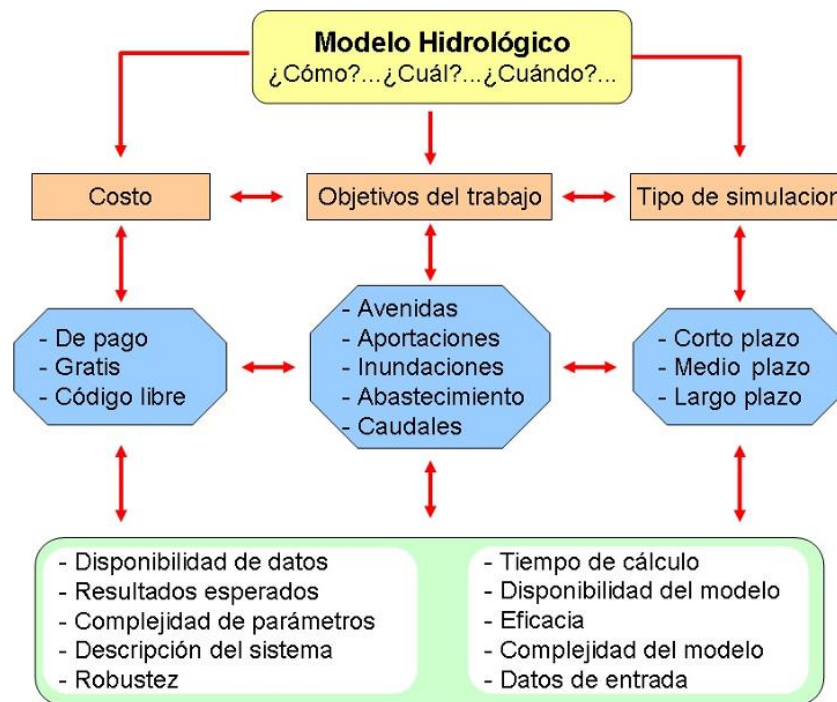 Modelo Hidrológico
¿Cómo?...¿Cuál?...¿Cuándo?...
Costo
Objetivos del trabajo
Tipo de simulacion
- De pago
- Gratis
- Código libre
- Avenidas
- Aportaciones
- Inundaciones
- Abastecimiento
- Caudales
- Corto plazo
- Medio plazo
- Largo plazo
- Disponibilidad de datos
- Resultados esperados
- Complejidad de parámetros
- Descripción del sistema
- Robustez
- Tiempo de cálculo
- Disponibilidad del modelo
- Eficacia
- Complejidad del modelo
- Datos de entrada